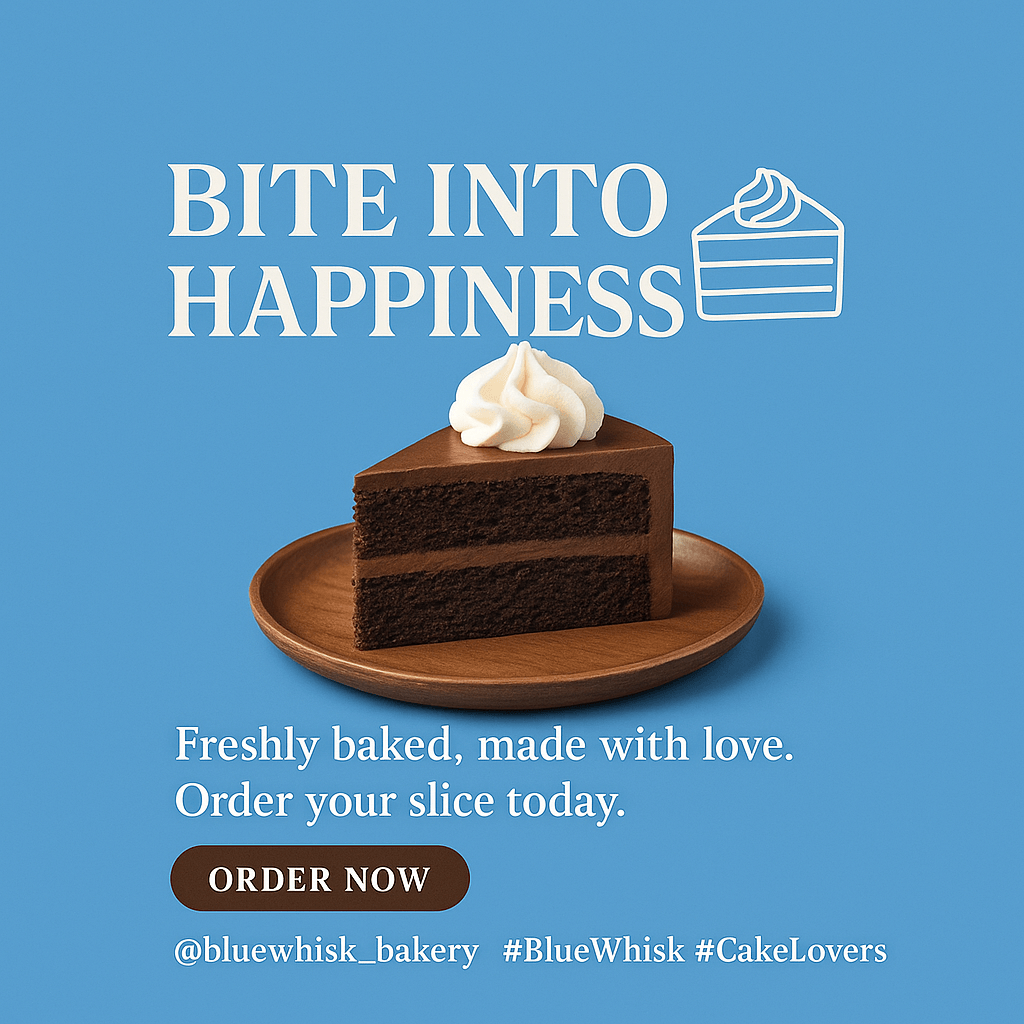 BITE INTO
HAPPINESS
Freshly baked, made with love.
Order your slice today.
ORDER NOW
@bluewhisk_bakery #BlueWhisk #CakeLovers